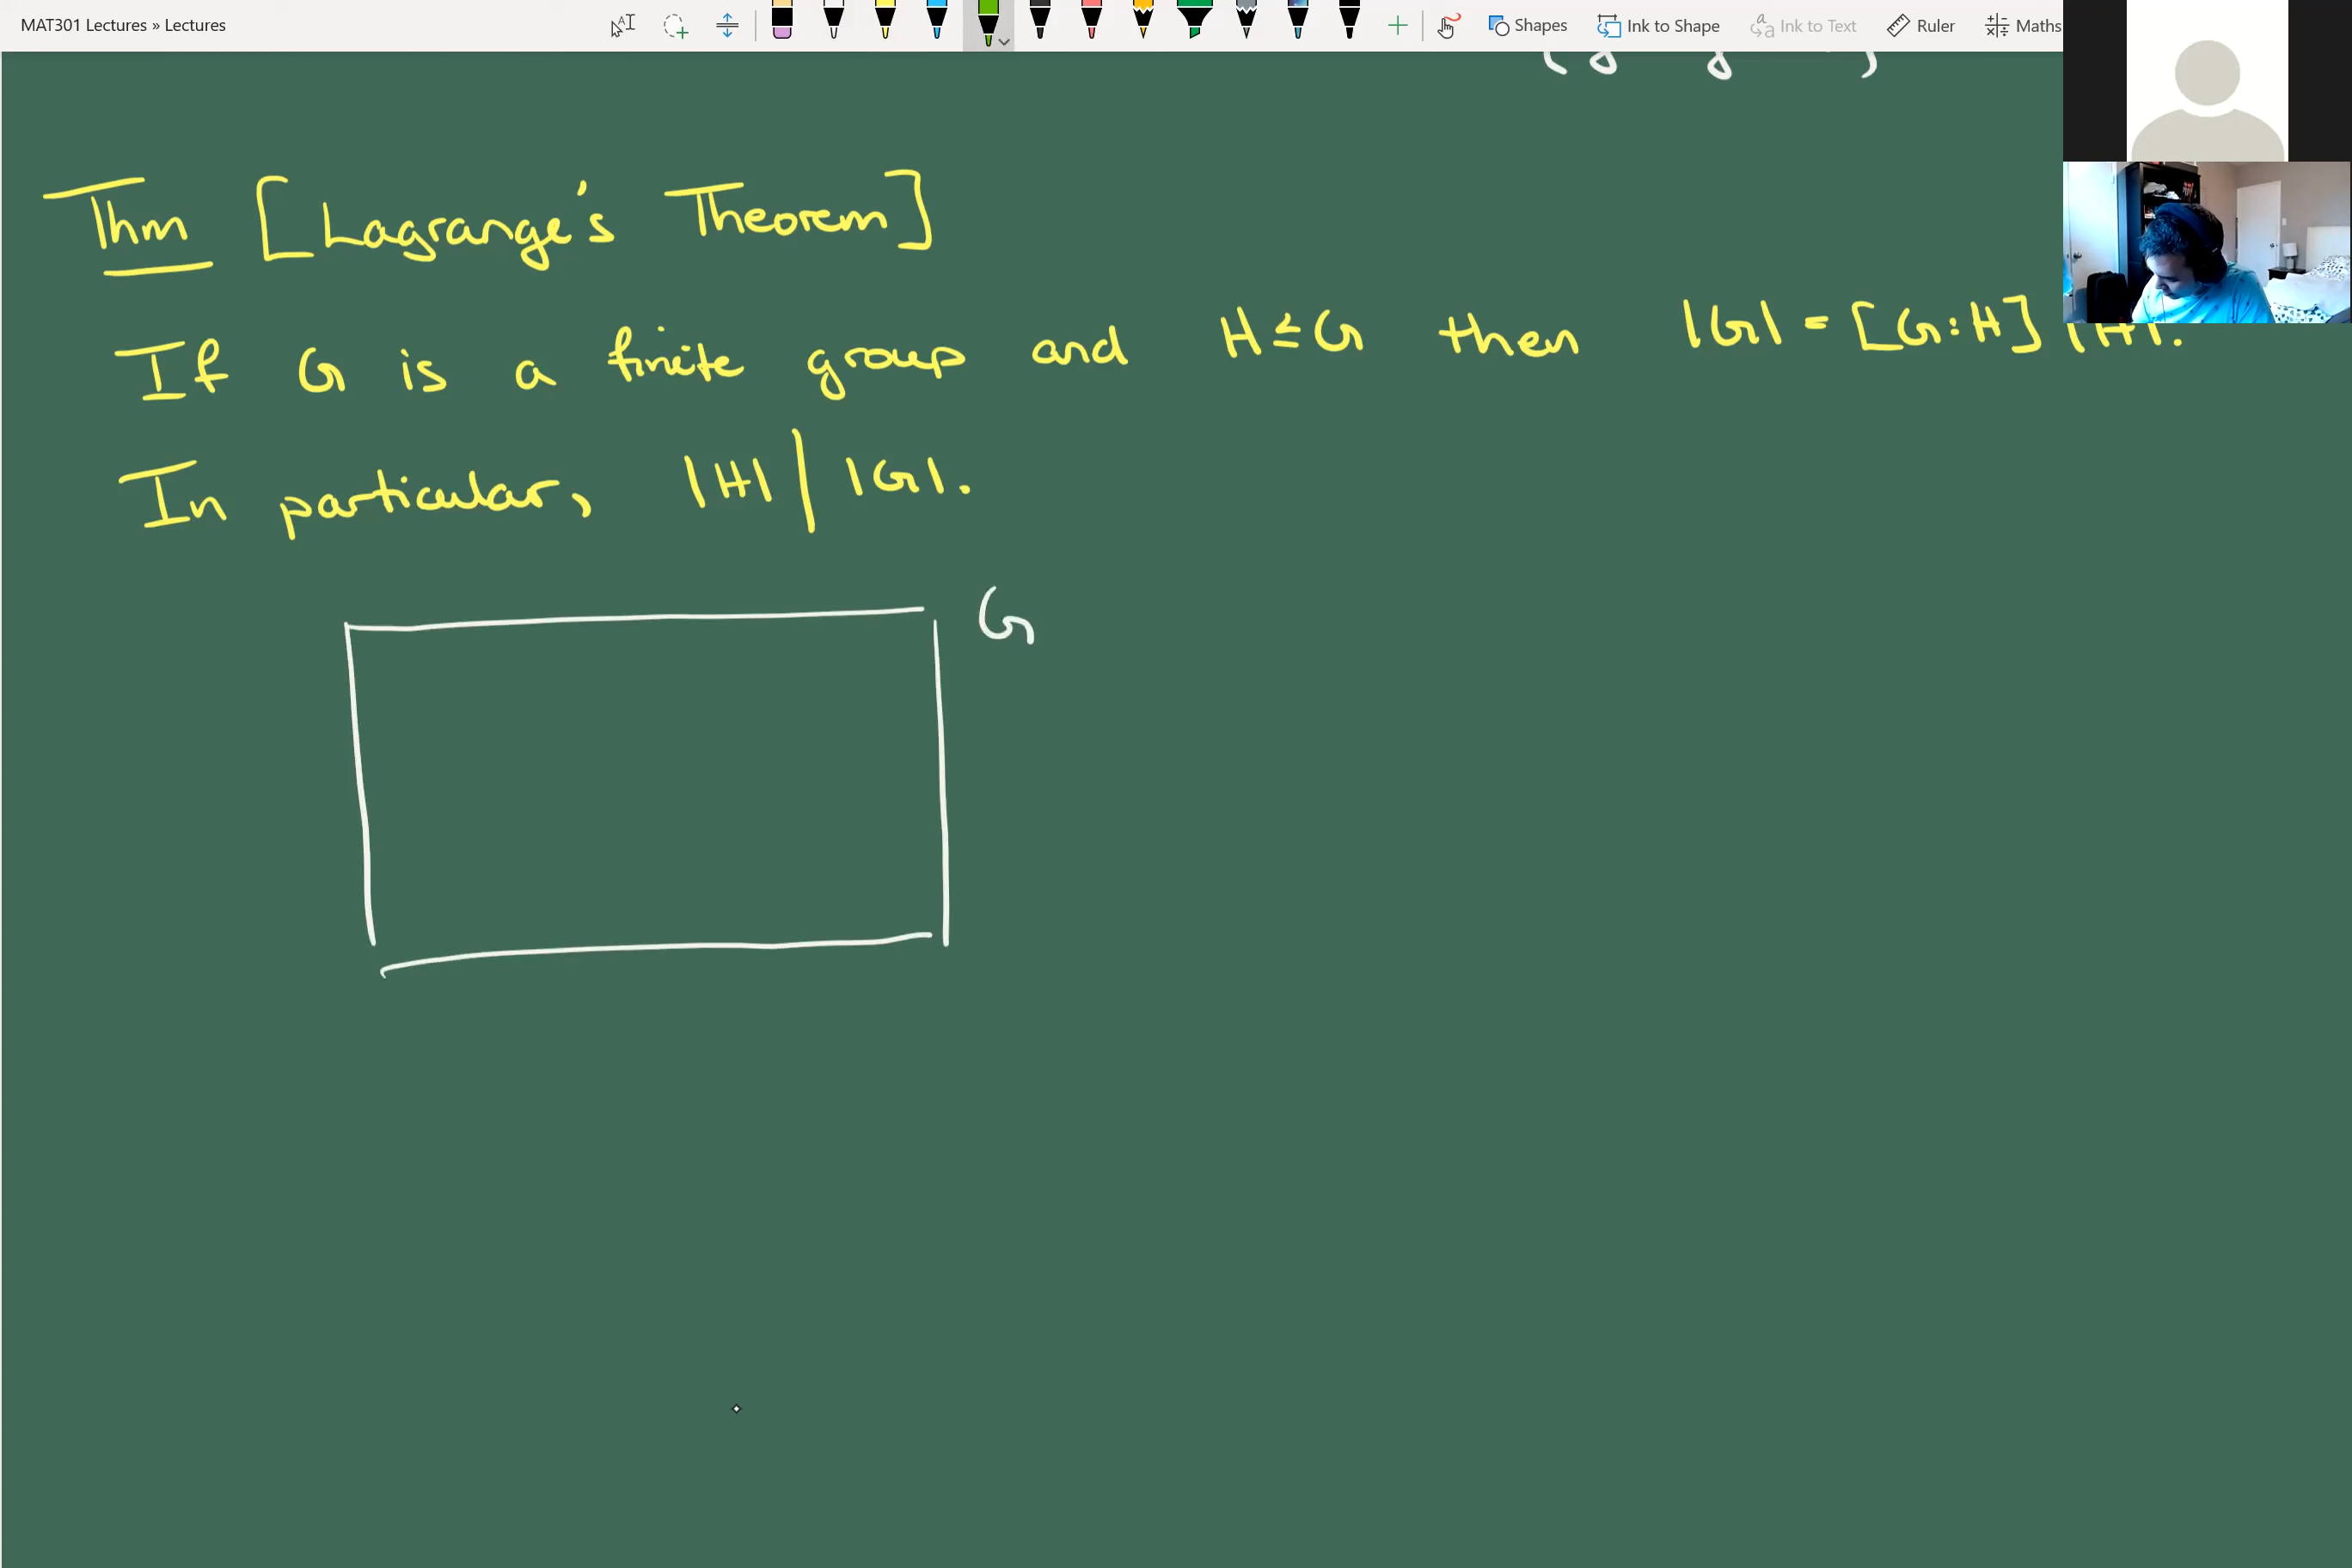 MAT301 Lectures » Lectures
Shapes Ink to Shape Ink to Text Ruler Maths
Thm [Lagrange's Theorem]
If G is a finite group and H ≤ G then |G| = [G:H] |H|.
In particular, |H| | |G|.
G